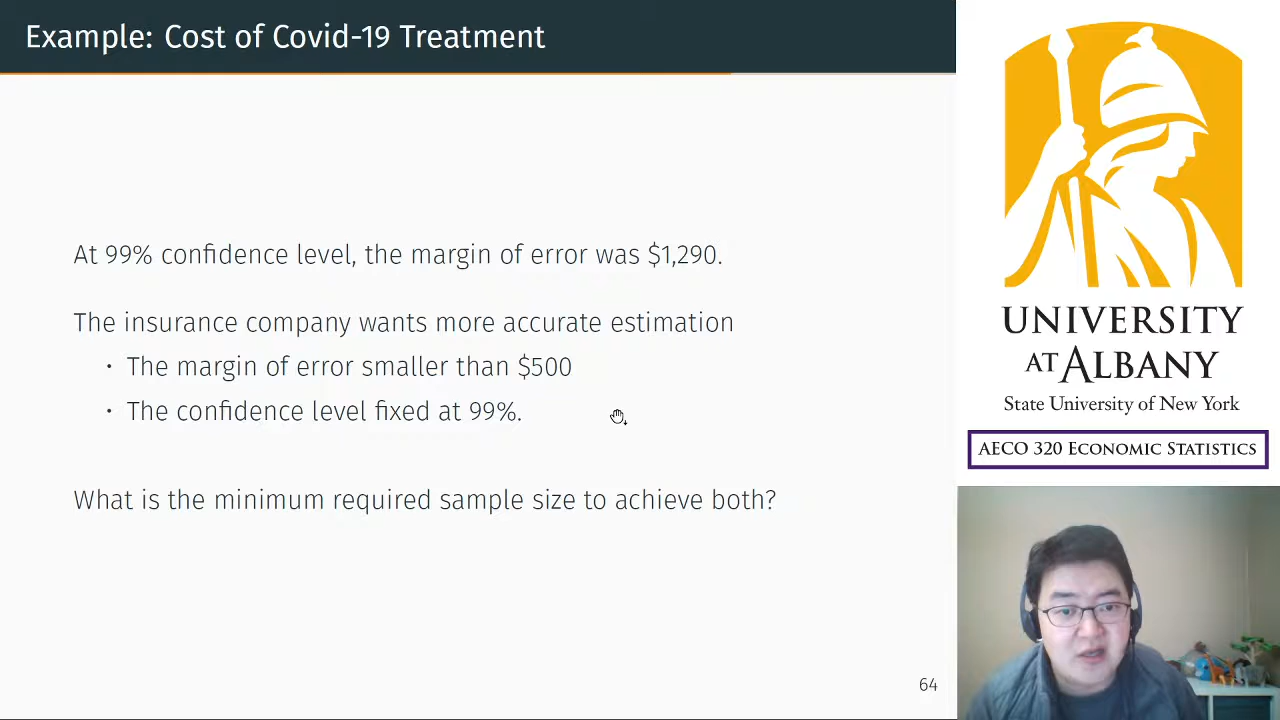 Example: Cost of Covid-19 Treatment
At 99% confidence level, the margin of error was $1,290.
The insurance company wants more accurate estimation
• The margin of error smaller than $500
• The confidence level fixed at 99%.
What is the minimum required sample size to achieve both?
64
UNIVERSITY
AT ALBANY
State University of New York
AECO 320 ECONOMIC STATISTICS